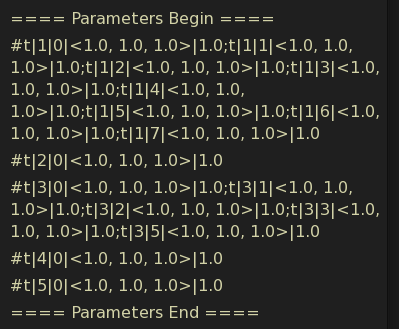 ==== Parameters Begin ====
#t|1|0|<1.0, 1.0, 1.0>|1.0;t|1|1|<1.0, 1.0,
1.0>|1.0;t|1|2|<1.0, 1.0, 1.0>|1.0;t|1|3|<1.0,
1.0, 1.0>|1.0;t|1|4|<1.0, 1.0,
1.0>|1.0;t|1|5|<1.0, 1.0, 1.0>|1.0;t|1|6|<1.0,
1.0, 1.0>|1.0;t|1|7|<1.0, 1.0, 1.0>|1.0
#t|2|0|<1.0, 1.0, 1.0>|1.0
#t|3|0|<1.0, 1.0, 1.0>|1.0;t|3|1|<1.0, 1.0,
1.0>|1.0;t|3|2|<1.0, 1.0, 1.0>|1.0;t|3|3|<1.0,
1.0, 1.0>|1.0;t|3|5|<1.0, 1.0, 1.0>|1.0
#t|4|0|<1.0, 1.0, 1.0>|1.0
#t|5|0|<1.0, 1.0, 1.0>|1.0
==== Parameters End ====